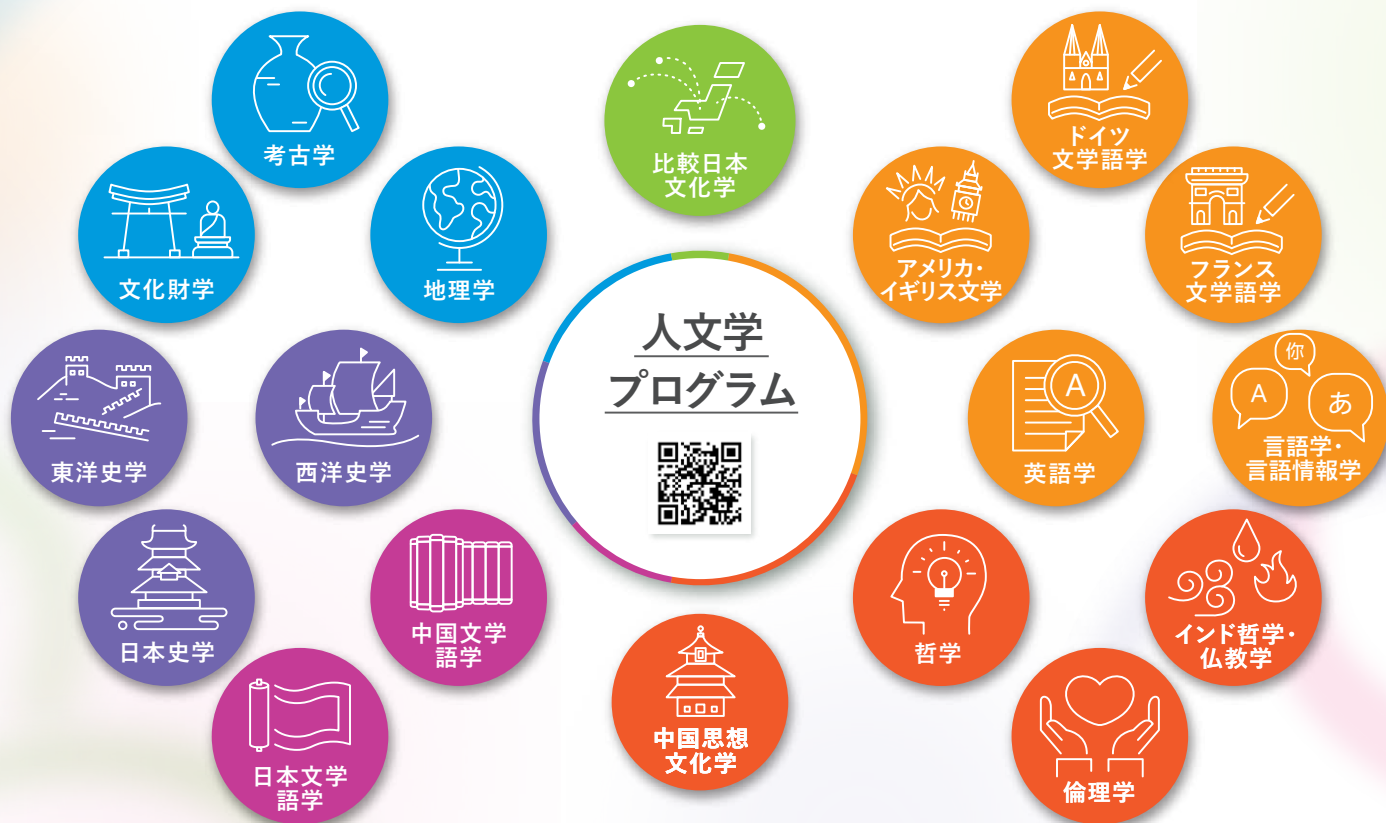 考古学
比較日本
文化学
ドイツ
文学語学
文化財学
地理学
アメリカ・
イギリス文学
フランス
文学語学
人文学
プログラム
東洋史学
西洋史学
A
英語学
你
A
あ
言語学・
言語情報学
日本史学
中国文学
語学
哲学
インド哲学・
仏教学
日本文学
語学
中国思想
文化学
倫理学